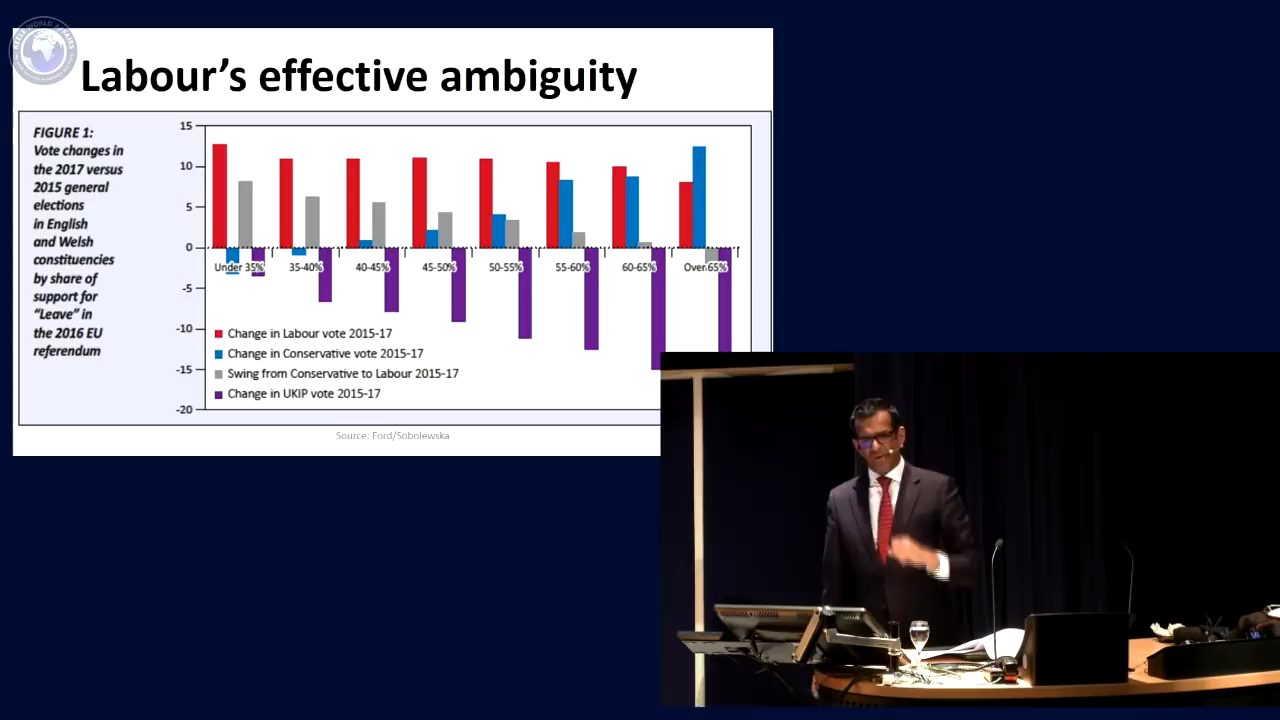 KEELE WORLD AFFAIRS
Labour's effective ambiguity
FIGURE 1:
Vote changes in
the 2017 versus
2015 general
elections
in English
and Welsh
constituencies
by share of
support for
"Leave" in
the 2016 EU
referendum
15
10
5
0
-5
-10
-15
-20
Under 35%
35-40%
40-45%
45-50%
50-55%
55-60%
60-65%
Over 65%
Change in Labour vote 2015-17
Change in Conservative vote 2015-17
Swing from Conservative to Labour 2015-17
Change in UKIP vote 2015-17
Source: Ford/Sobolewska